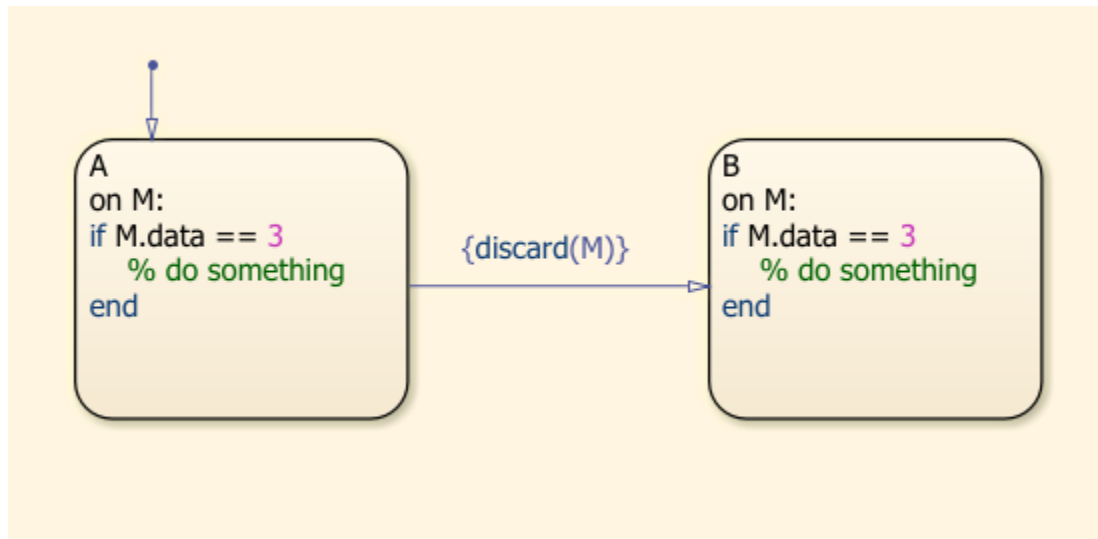 A
on M:
if M.data == 3
% do something
end
{discard(M)}
B
on M:
if M.data == 3
% do something
end